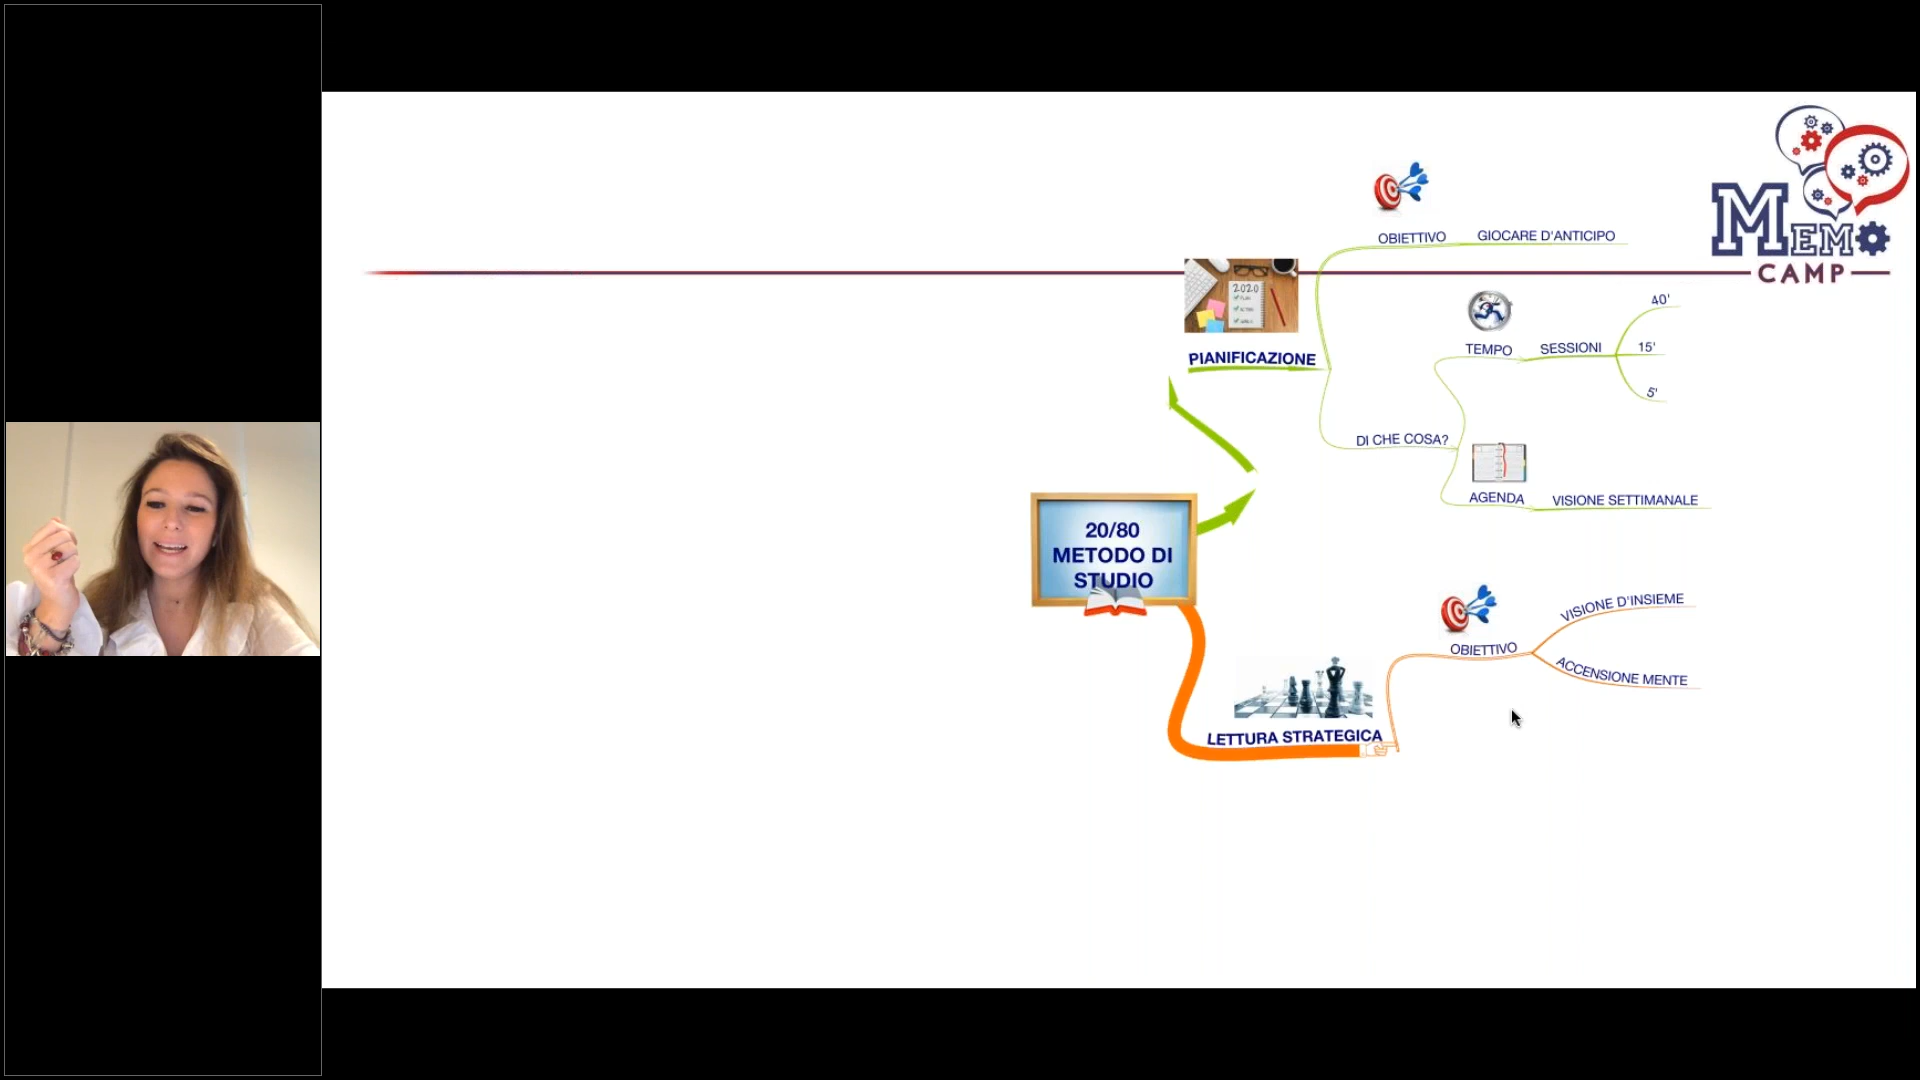 MEMO
CAMP
OBIETTIVO
GIOCARE D'ANTICIPO
2020
PIANIFICAZIONE
TEMPO
SESSIONI
40'
15'
5'
DI CHE COSA?
AGENDA
VISIONE SETTIMANALE
20/80
METODO DI
STUDIO
OBIETTIVO
VISIONE D'INSIEME
ACCENSIONE MENTE
LETTURA STRATEGICA